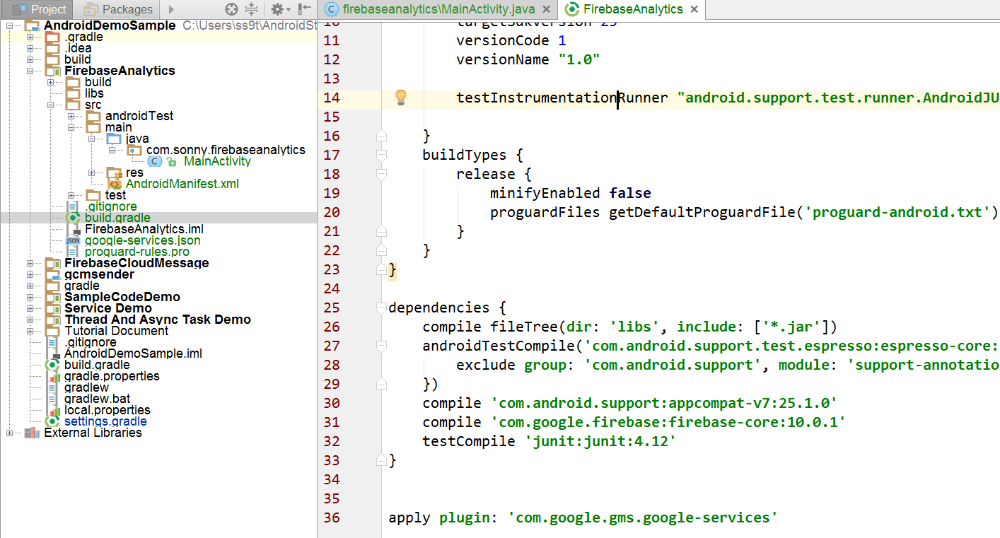 Project
Packages
AndroidDemoSample C:\Users\ss9t\AndroidSt
.gradle
.idea
build
FirebaseAnalytics
build
libs
src
androidTest
main
java
com.sonny.firebaseanalytics
C MainActivity
res
AndroidManifest.xml
test
.gitignore
build.gradle
FirebaseAnalytics.iml
JSON google-services.json
proguard-rules.pro
FirebaseCloudMessage
gcmsender
gradle
SampleCodeDemo
Service Demo
Thread And Async Task Demo
Tutorial Document
.gitignore
AndroidDemoSample.iml
build.gradle
gradle.properties
gradlew
gradlew.bat
local.properties
settings.gradle
External Libraries
C firebaseanalytics\MainActivity.java
FirebaseAnalytics
10 targetSdkVersion 25
11 versionCode 1
12 versionName "1.0"
13
14 testInstrumentationRunner "android.support.test.runner.AndroidJU
15
16 }
17 buildTypes {
18 release {
19 minifyEnabled false
20 proguardFiles getDefaultProguardFile('proguard-android.txt')
21 }
22 }
23 }
24
25 dependencies {
26 compile fileTree(dir: 'libs', include: ['*.jar'])
27 androidTestCompile('com.android.support.test.espresso:espresso-core:
28 exclude group: 'com.android.support', module: 'support-annotatio
29 })
30 compile 'com.android.support:appcompat-v7:25.1.0'
31 compile 'com.google.firebase:firebase-core:10.0.1'
32 testCompile 'junit:junit:4.12'
33 }
34
35
36 apply plugin: 'com.google.gms.google-services'